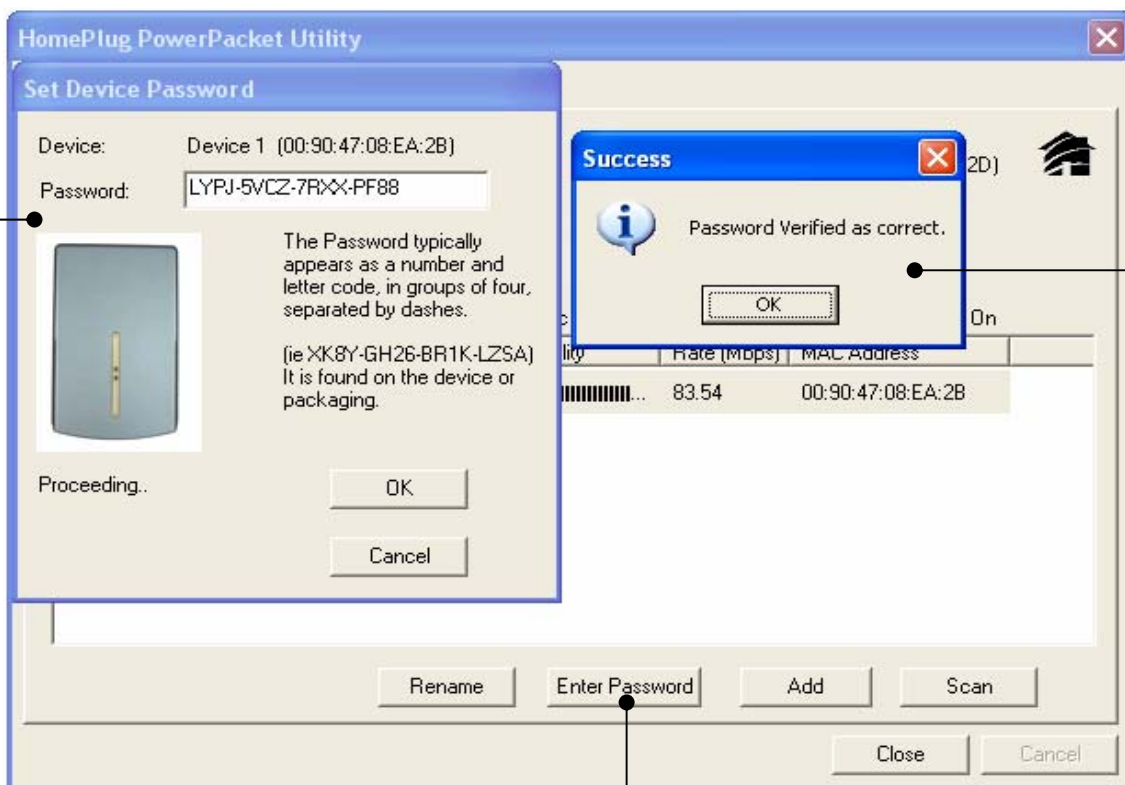 HomePlug PowerPacket Utility
Set Device Password
Device: Device 1 (00:90:47:08:EA:2B)
Password: LYPJ-5VCZ-7RXX-PF88
The Password typically
appears as a number and
letter code, in groups of four,
separated by dashes.
(ie XK8Y-GH26-BR1K-LZSA)
It is found on the device or
packaging.
Proceeding..
OK
Cancel
2D)
Success
Password Verified as correct.
OK
On
lity Rate (Mbps) MAC Address
... 83.54 00:90:47:08:EA:2B
Rename Enter Password Add Scan
Close Cancel